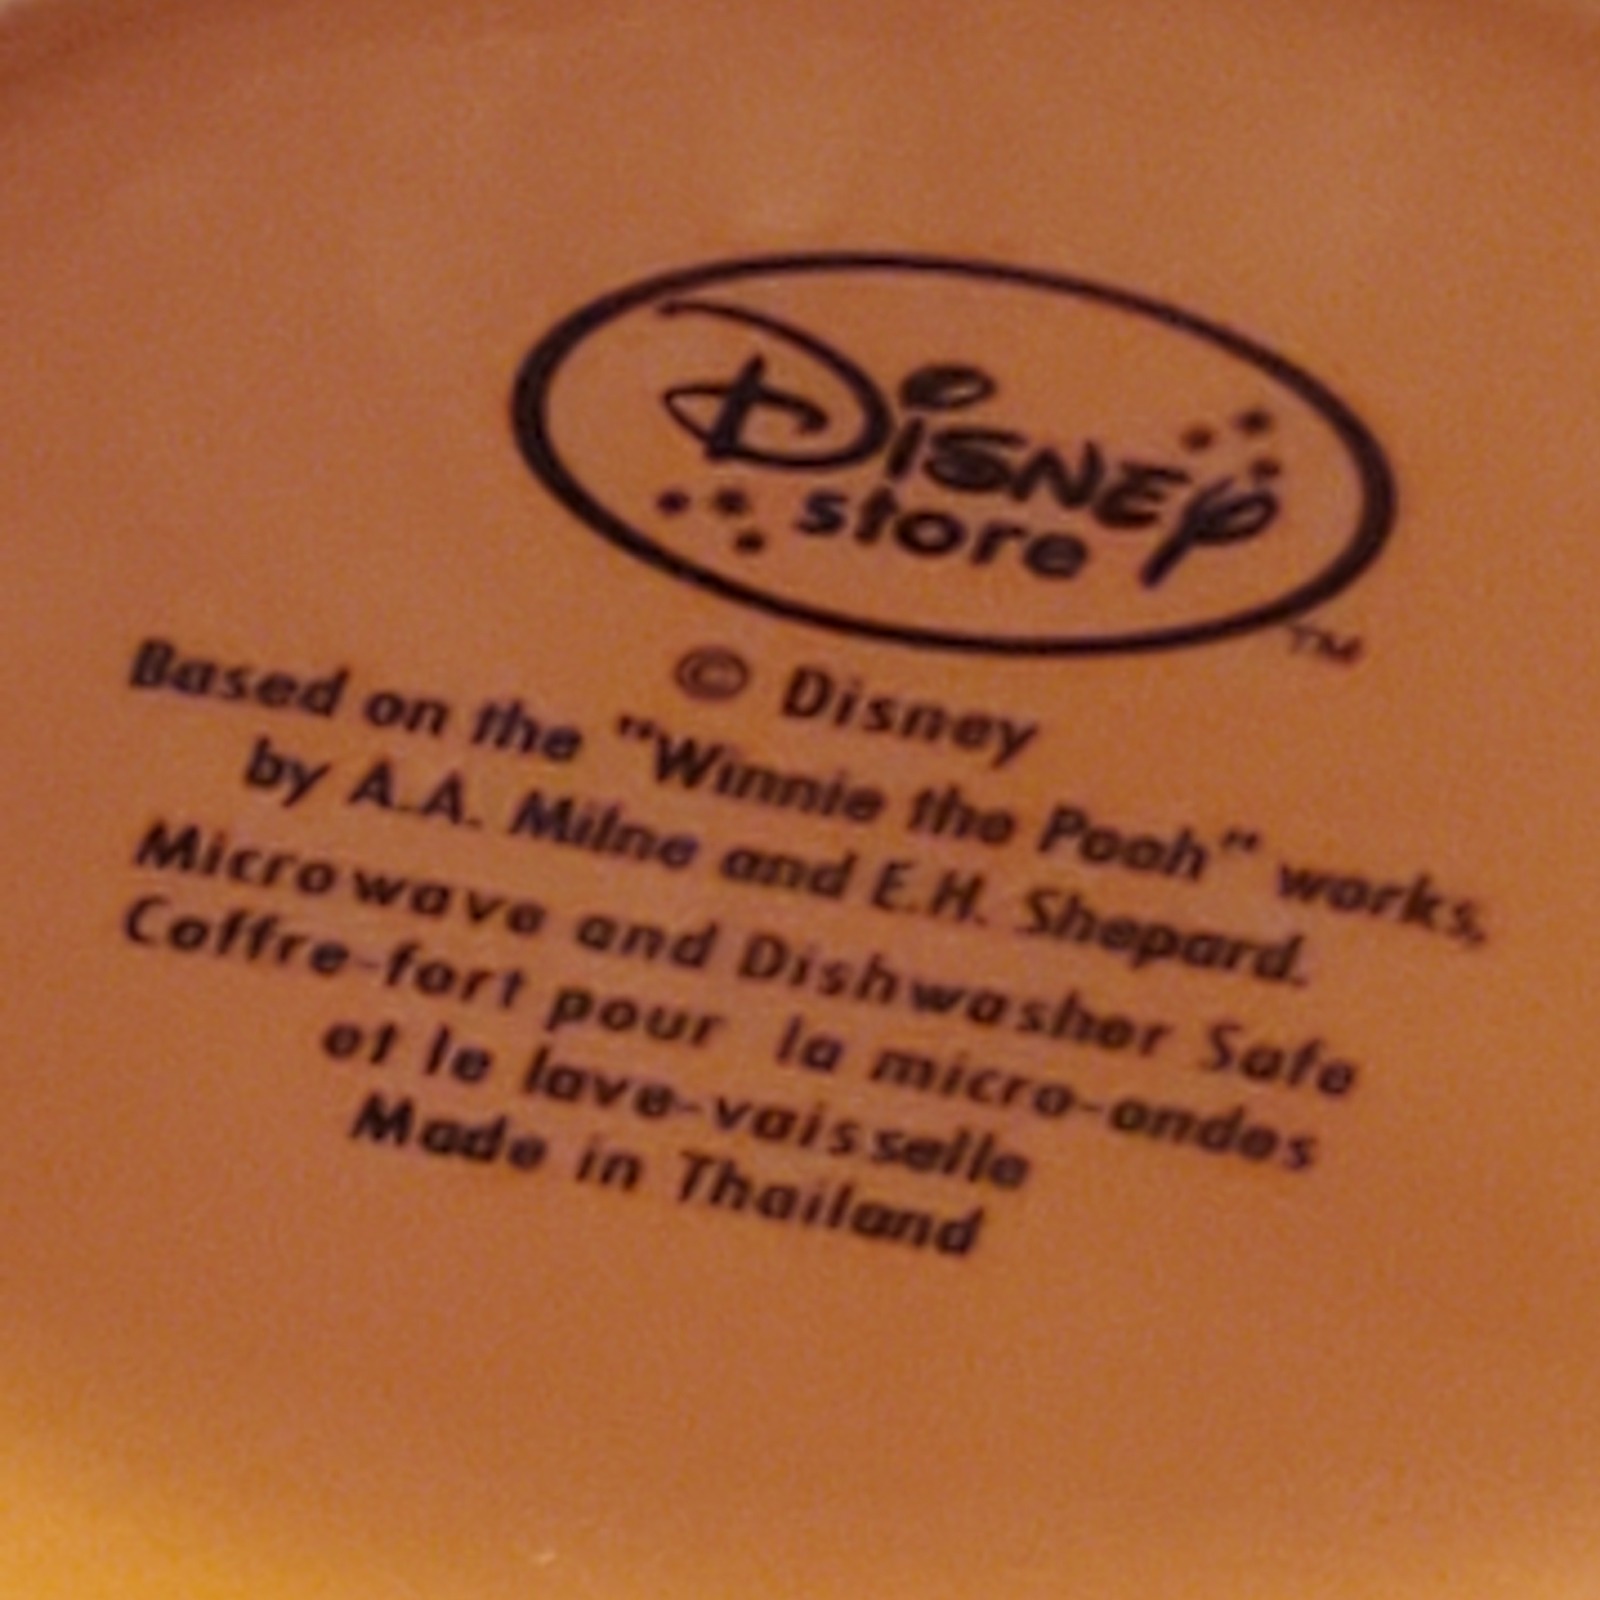 Disney
store
TM
© Disney
Based on the "Winnie the Pooh" works,
by A.A. Milne and E.H. Shepard.
Microwave and Dishwasher Safe
Coffre-fort pour la micro-ondes
et le lave-vaisselle
Made in Thailand